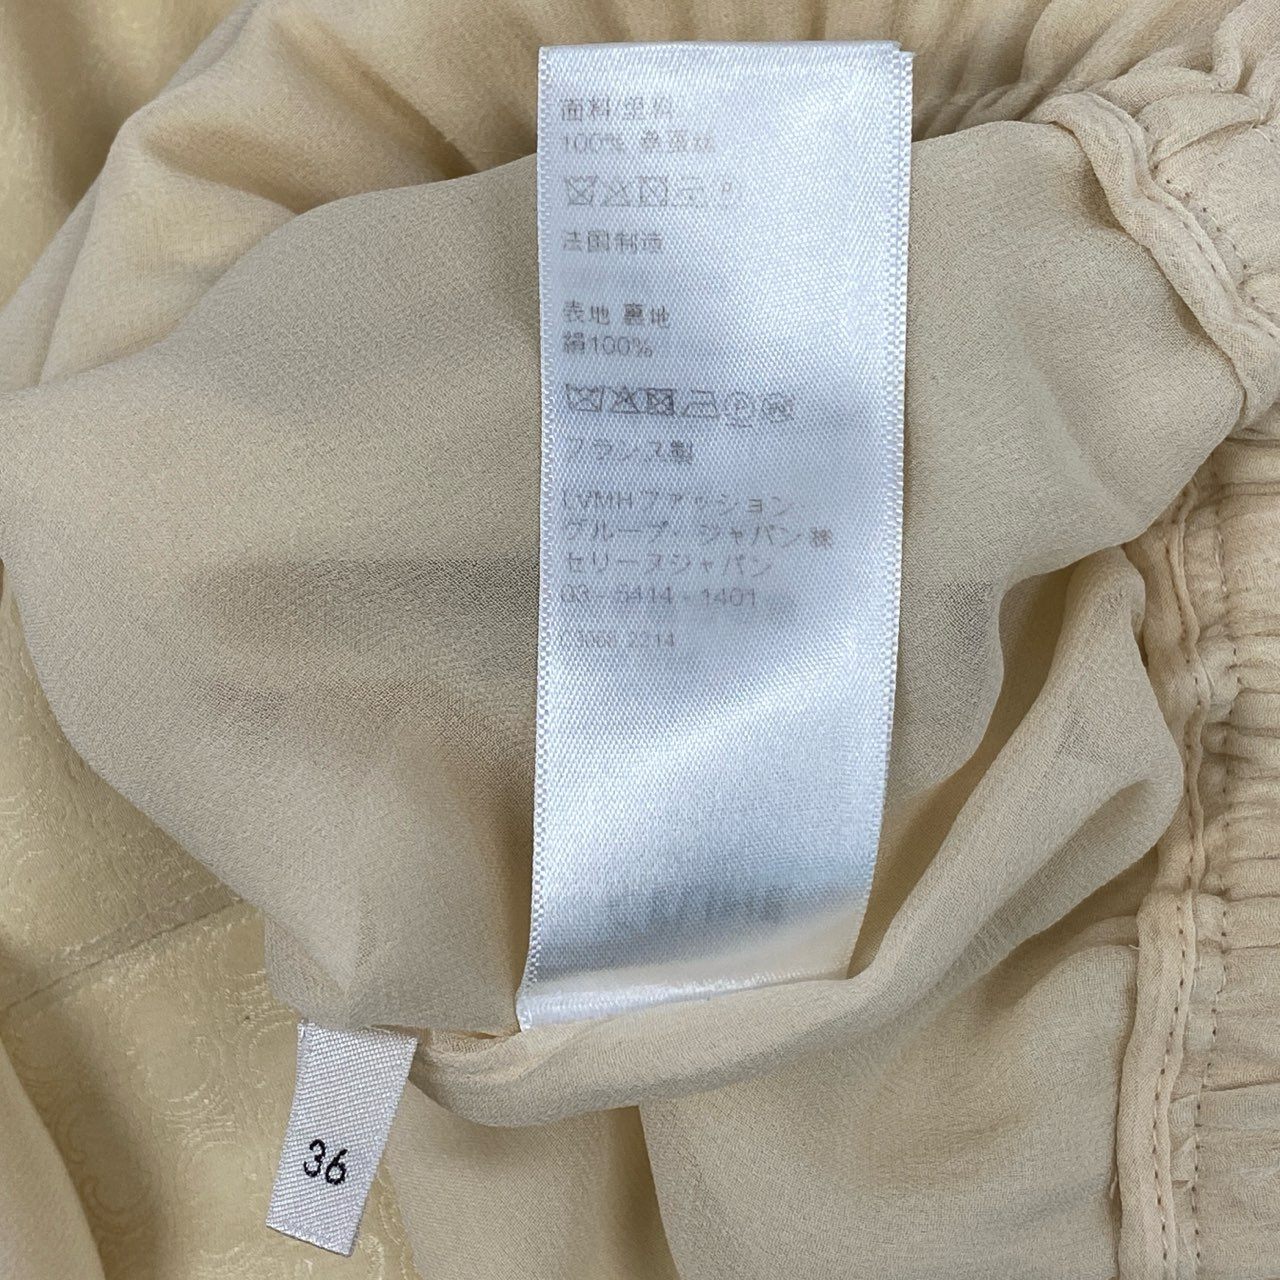 面料/里料
100% 桑蚕丝
法国制造
表地 裏地
絹100%
フランス製
LVMHファッション
グループ・ジャパン株
セリーヌジャパン
03-5414-1401
36